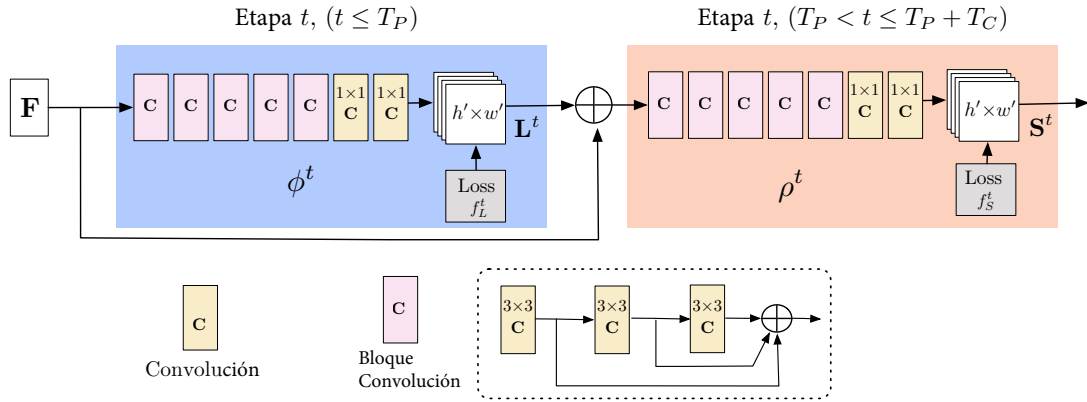 Etapa t, (t ≤ T_P)
Etapa t, (T_P < t ≤ T_P + T_C)
F
C C C C C 1×1 C 1×1 C
h′×w′
L^t
Loss f_L^t
ϕ^t
C C C C C 1×1 C 1×1 C
h′×w′
S^t
Loss f_S^t
ρ^t
C
Convolución
C
Bloque
Convolución
3×3 C 3×3 C 3×3 C